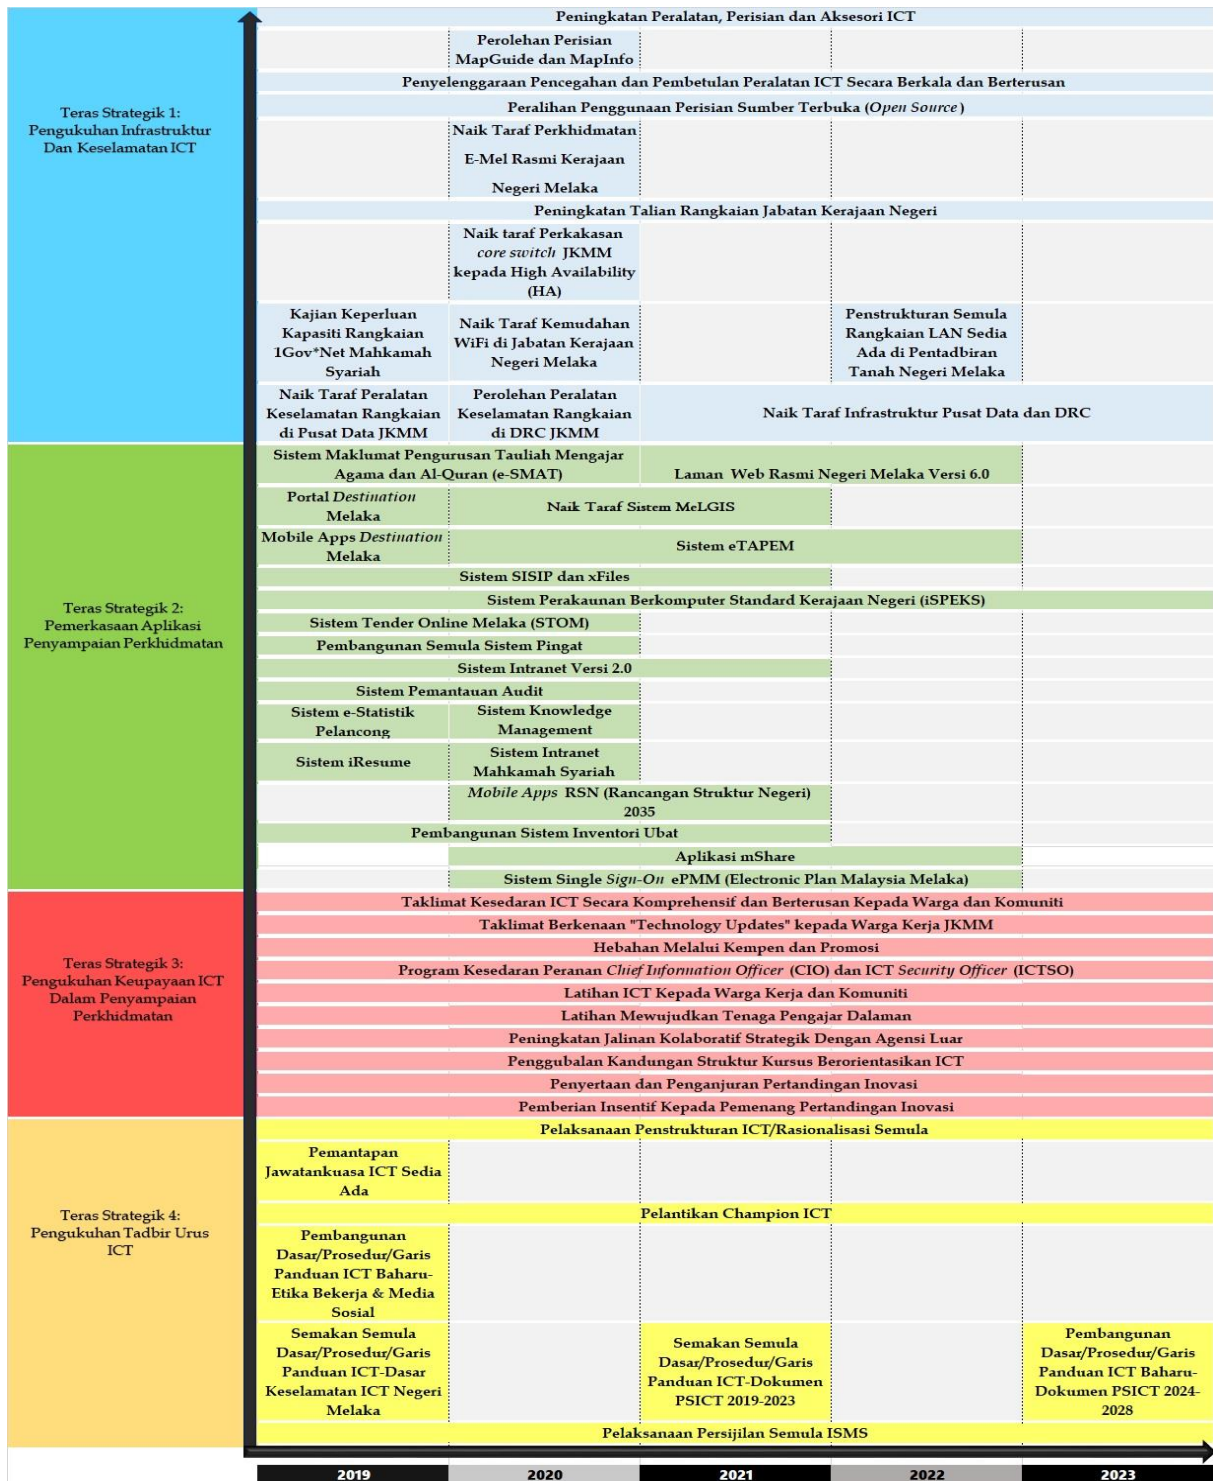 Peningkatan Peralatan, Perisian dan Aksesori ICT
Perolehan Perisian
MapGuide dan MapInfo
Penyelenggaraan Pencegahan dan Pembetulan Peralatan ICT Secara Berkala dan Berterusan
Teras Strategik 1:
Pengukuhan Infrastruktur
Dan Keselamatan ICT
Peralihan Penggunaan Perisian Sumber Terbuka (Open Source)
Naik Taraf Perkhidmatan
E-Mel Rasmi Kerajaan
Negeri Melaka
Peningkatan Talian Rangkaian Jabatan Kerajaan Negeri
Naik taraf Perkakasan
core switch JKMM
kepada High Availability
(HA)
Kajian Keperluan
Kapasiti Rangkaian
1Gov*Net Mahkamah
Syariah
Naik Taraf Kemudahan
WiFi di Jabatan Kerajaan
Negeri Melaka
Penstrukturan Semula
Rangkaian LAN Sedia
Ada di Pentadbiran
Tanah Negeri Melaka
Naik Taraf Peralatan
Keselamatan Rangkaian
di Pusat Data JKMM
Perolehan Peralatan
Keselamatan Rangkaian
di DRC JKMM
Naik Taraf Infrastruktur Pusat Data dan DRC
Teras Strategik 2:
Pemerkasaan Aplikasi
Penyampaian Perkhidmatan
Sistem Maklumat Pengurusan Tauliah Mengajar
Agama dan Al-Quran (e-SMAT)
Laman Web Rasmi Negeri Melaka Versi 6.0
Portal Destination
Melaka
Naik Taraf Sistem MeLGIS
Mobile Apps Destination
Melaka
Sistem eTAPEM
Sistem SISIP dan xFiles
Sistem Perakaunan Berkomputer Standard Kerajaan Negeri (iSPEKS)
Sistem Tender Online Melaka (STOM)
Pembangunan Semula Sistem Pingat
Sistem Intranet Versi 2.0
Sistem Pemantauan Audit
Sistem e-Statistik
Pelancong
Sistem Knowledge
Management
Sistem iResume
Sistem Intranet
Mahkamah Syariah
Mobile Apps RSN (Rancangan Struktur Negeri)
2035
Pembangunan Sistem Inventori Ubat
Aplikasi mShare
Sistem Single Sign-On ePMM (Electronic Plan Malaysia Melaka)
Teras Strategik 3:
Pengukuhan Keupayaan ICT
Dalam Penyampaian
Perkhidmatan
Taklimat Kesedaran ICT Secara Komprehensif dan Berterusan Kepada Warga dan Komuniti
Taklimat Berkenaan "Technology Updates" kepada Warga Kerja JKMM
Hebahan Melalui Kempen dan Promosi
Program Kesedaran Peranan Chief Information Officer (CIO) dan ICT Security Officer (ICTSO)
Latihan ICT Kepada Warga Kerja dan Komuniti
Latihan Mewujudkan Tenaga Pengajar Dalaman
Peningkatan Jalinan Kolaboratif Strategik Dengan Agensi Luar
Penggubalan Kandungan Struktur Kursus Berorientasikan ICT
Penyertaan dan Penganjuran Pertandingan Inovasi
Pemberian Insentif Kepada Pemenang Pertandingan Inovasi
Teras Strategik 4:
Pengukuhan Tadbir Urus
ICT
Pelaksanaan Penstrukturan ICT/Rasionalisasi Semula
Pemantapan
Jawatankuasa ICT Sedia
Ada
Pelantikan Champion ICT
Pembangunan
Dasar/Prosedur/Garis
Panduan ICT Baharu-
Etika Bekerja & Media
Sosial
Semakan Semula
Dasar/Prosedur/Garis
Panduan ICT-Dasar
Keselamatan ICT Negeri
Melaka
Semakan Semula
Dasar/Prosedur/Garis
Panduan ICT-Dokumen
PSICT 2019-2023
Pembangunan
Dasar/Prosedur/Garis
Panduan ICT Baharu-
Dokumen PSICT 2024-
2028
Pelaksanaan Persijilan Semula ISMS
2019
2020
2021
2022
2023